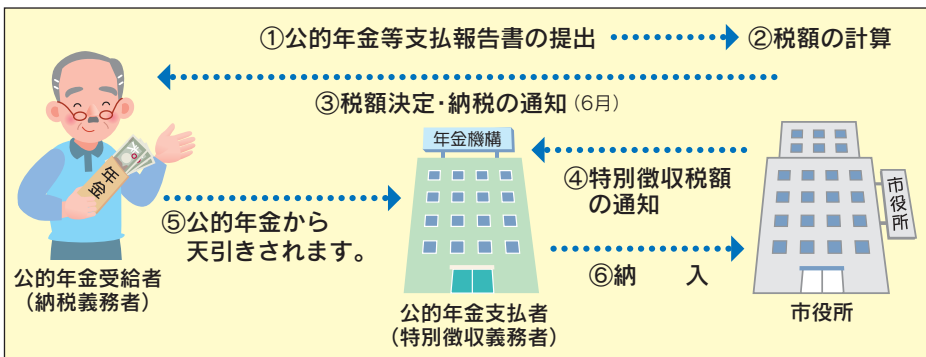 ①公的年金等支払報告書の提出
②税額の計算
③税額決定・納税の通知（6月）
年金機構
④特別徴収税額
の通知
市役所
年金
⑤公的年金から
天引きされます。
⑥納　　入
公的年金受給者
（納税義務者）
公的年金支払者
（特別徴収義務者）
市役所